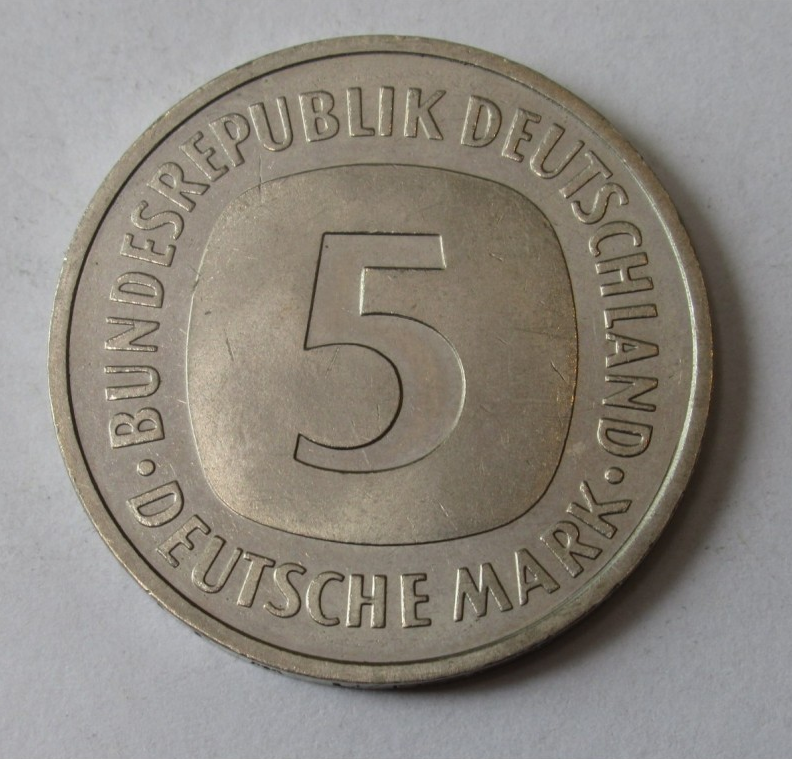 BUNDESREPUBLIK DEUTSCHLAND
5
· DEUTSCHE MARK ·